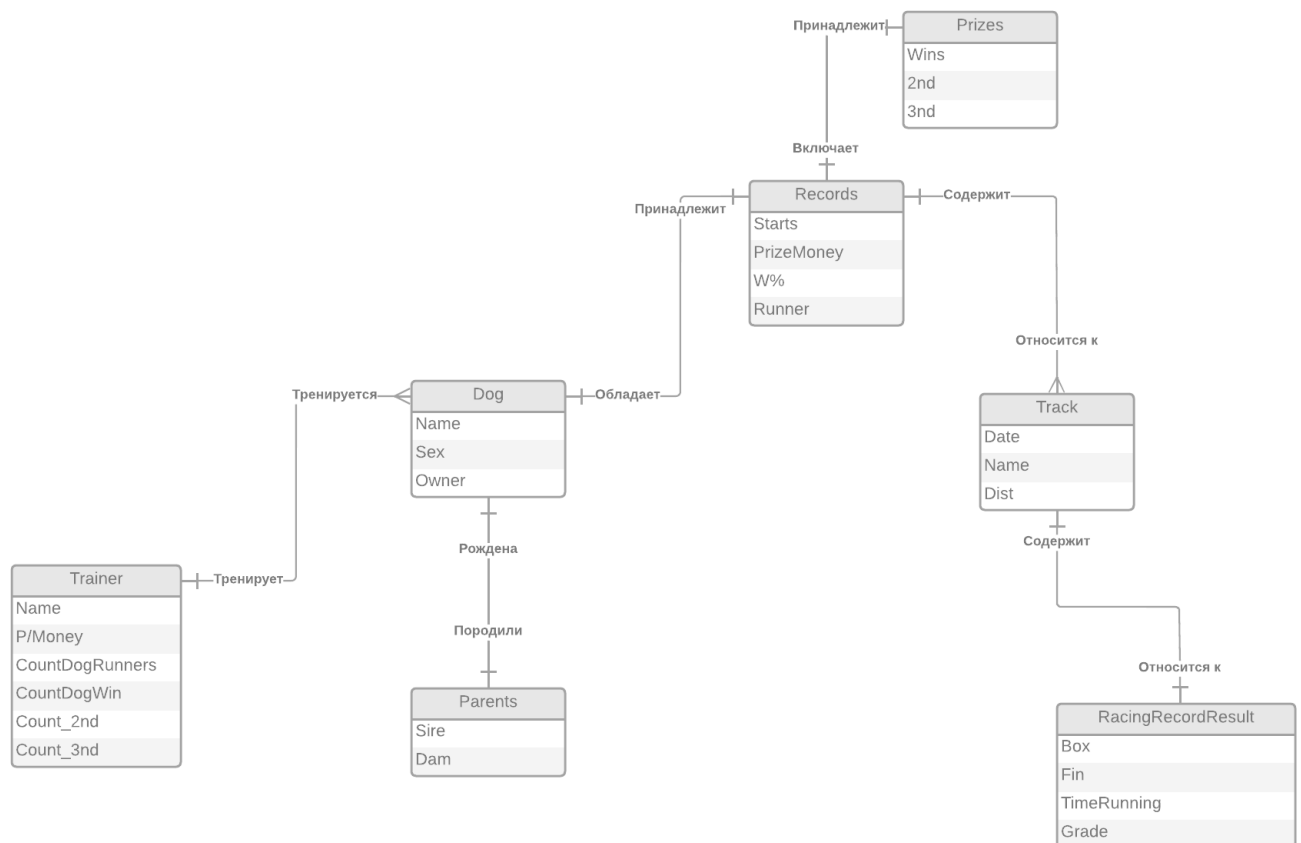 Принадлежит
Prizes
Wins
2nd
3nd
Включает
Records
Starts
PrizeMoney
W%
Runner
Содержит
Принадлежит
Относится к
Тренируется
Dog
Name
Sex
Owner
Обладает
Track
Date
Name
Dist
Содержит
Рождена
Trainer
Name
P/Money
CountDogRunners
CountDogWin
Count_2nd
Count_3nd
Тренирует
Породили
Parents
Sire
Dam
Относится к
RacingRecordResult
Box
Fin
TimeRunning
Grade